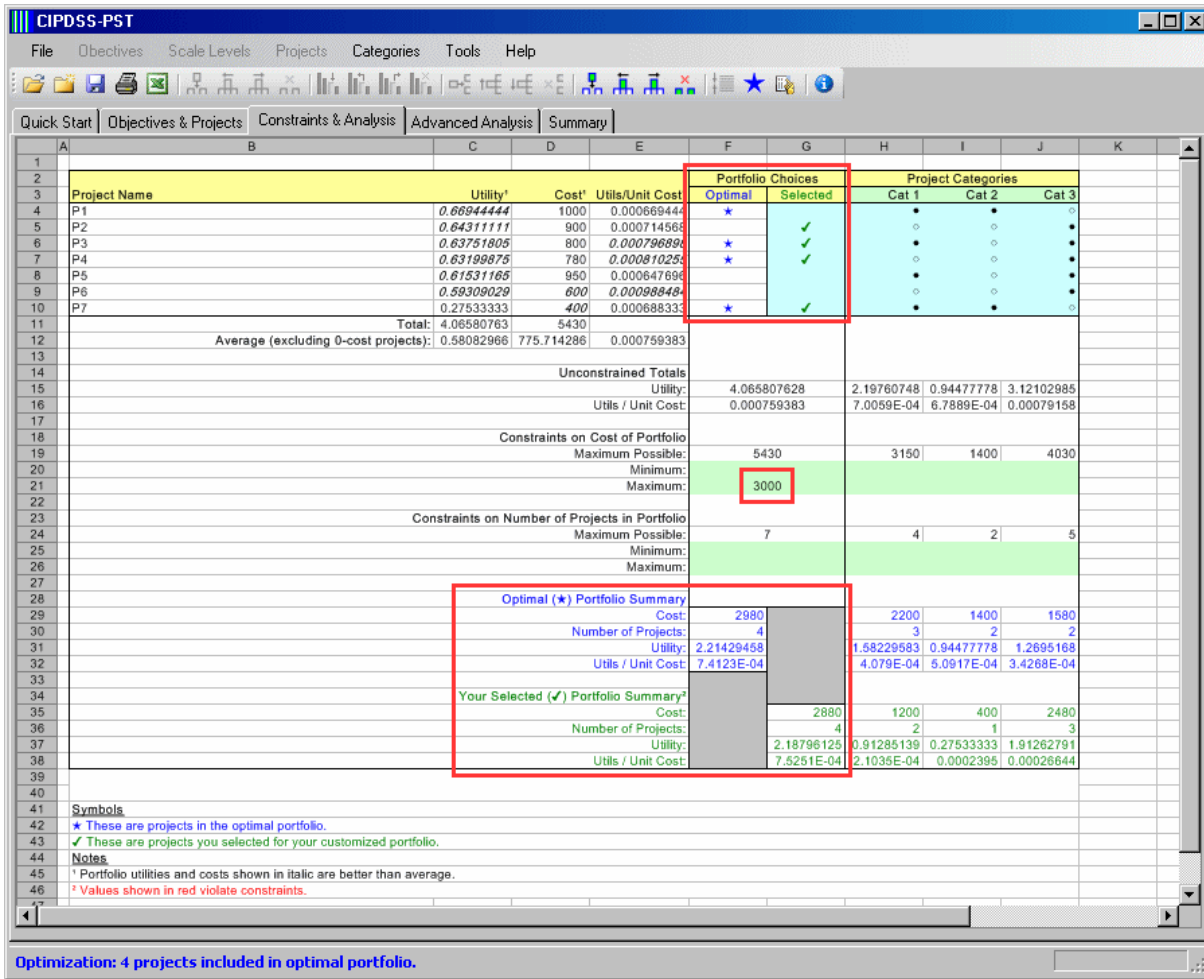 CIPDSS-PST
File Obectives Scale Levels Projects Categories Tools Help
Quick Start Objectives & Projects Constraints & Analysis Advanced Analysis Summary
A B C D E F G H I J K
1
2 Portfolio Choices Project Categories
3 Project Name Utility¹ Cost¹ Utils/Unit Cost Optimal Selected Cat 1 Cat 2 Cat 3
4 P1 0.66944444 1000 0.000669444 ★ ● ● ○
5 P2 0.64311111 900 0.000714568 ✓ ○ ○ ●
6 P3 0.63751805 800 0.000796898 ★ ✓ ● ○ ●
7 P4 0.63199875 780 0.000810255 ★ ✓ ○ ○ ●
8 P5 0.61531165 950 0.000647696 ● ○ ●
9 P6 0.59309029 600 0.000988484 ○ ○ ●
10 P7 0.27533333 400 0.000688333 ★ ✓ ● ● ○
11 Total: 4.06580763 5430
12 Average (excluding 0-cost projects): 0.58082966 775.714286 0.000759383
13
14 Unconstrained Totals
15 Utility: 4.065807628 2.19760748 0.94477778 3.12102985
16 Utils / Unit Cost: 0.000759383 7.0059E-04 6.7889E-04 0.00079158
17
18 Constraints on Cost of Portfolio
19 Maximum Possible: 5430 3150 1400 4030
20 Minimum:
21 Maximum: 3000
22
23 Constraints on Number of Projects in Portfolio
24 Maximum Possible: 7 4 2 5
25 Minimum:
26 Maximum:
27
28 Optimal (★) Portfolio Summary
29 Cost: 2980 2200 1400 1580
30 Number of Projects: 4 3 2 2
31 Utility: 2.21429458 1.58229583 0.94477778 1.2695168
32 Utils / Unit Cost: 7.4123E-04 4.079E-04 5.0917E-04 3.4268E-04
33
34 Your Selected (✓) Portfolio Summary²
35 Cost: 2880 1200 400 2480
36 Number of Projects: 4 2 1 3
37 Utility: 2.18796125 0.91285139 0.27533333 1.91262791
38 Utils / Unit Cost: 7.5251E-04 2.1035E-04 0.0002395 0.00026644
39
40
41 Symbols
42 ★ These are projects in the optimal portfolio.
43 ✓ These are projects you selected for your customized portfolio.
44 Notes
45 ¹ Portfolio utilities and costs shown in italic are better than average.
46 ² Values shown in red violate constraints.
47
Optimization: 4 projects included in optimal portfolio.